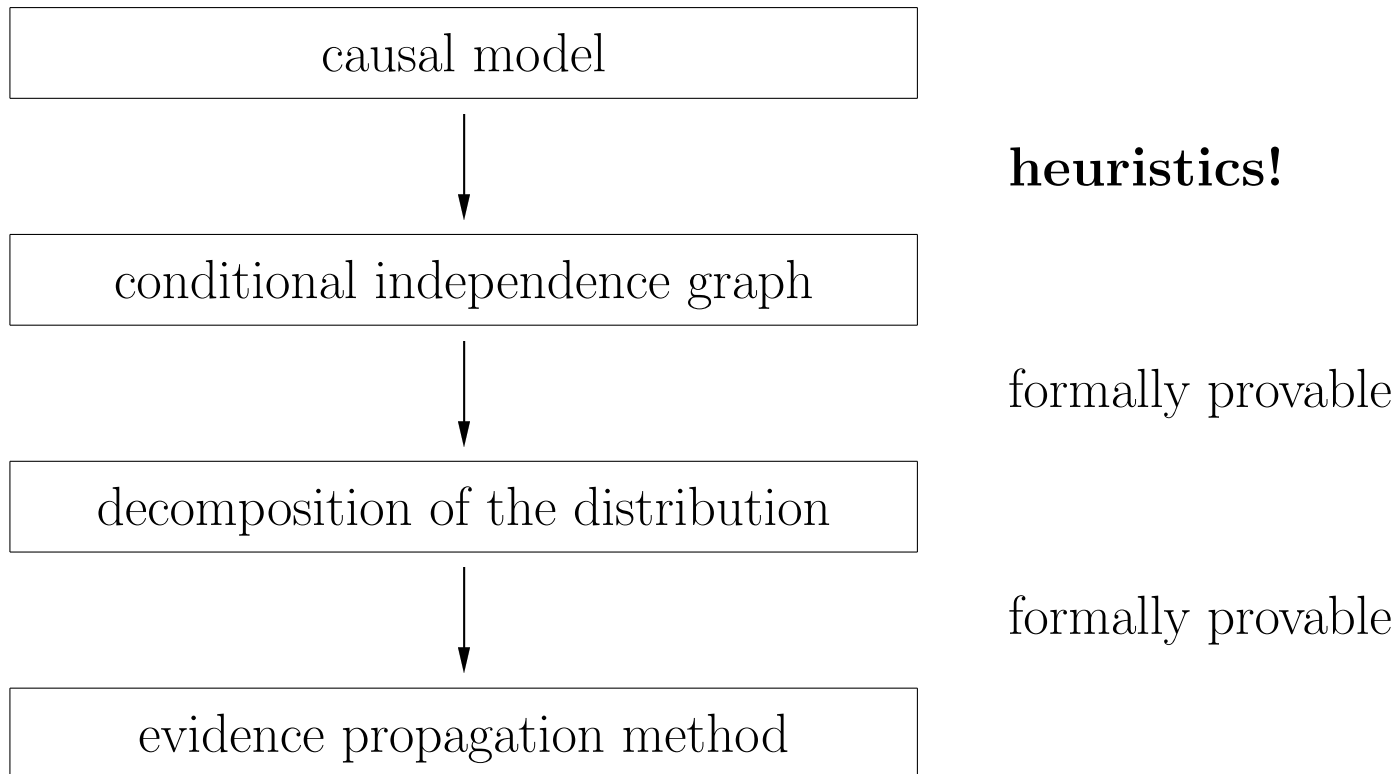 causal model
heuristics!
conditional independence graph
formally provable
decomposition of the distribution
formally provable
evidence propagation method